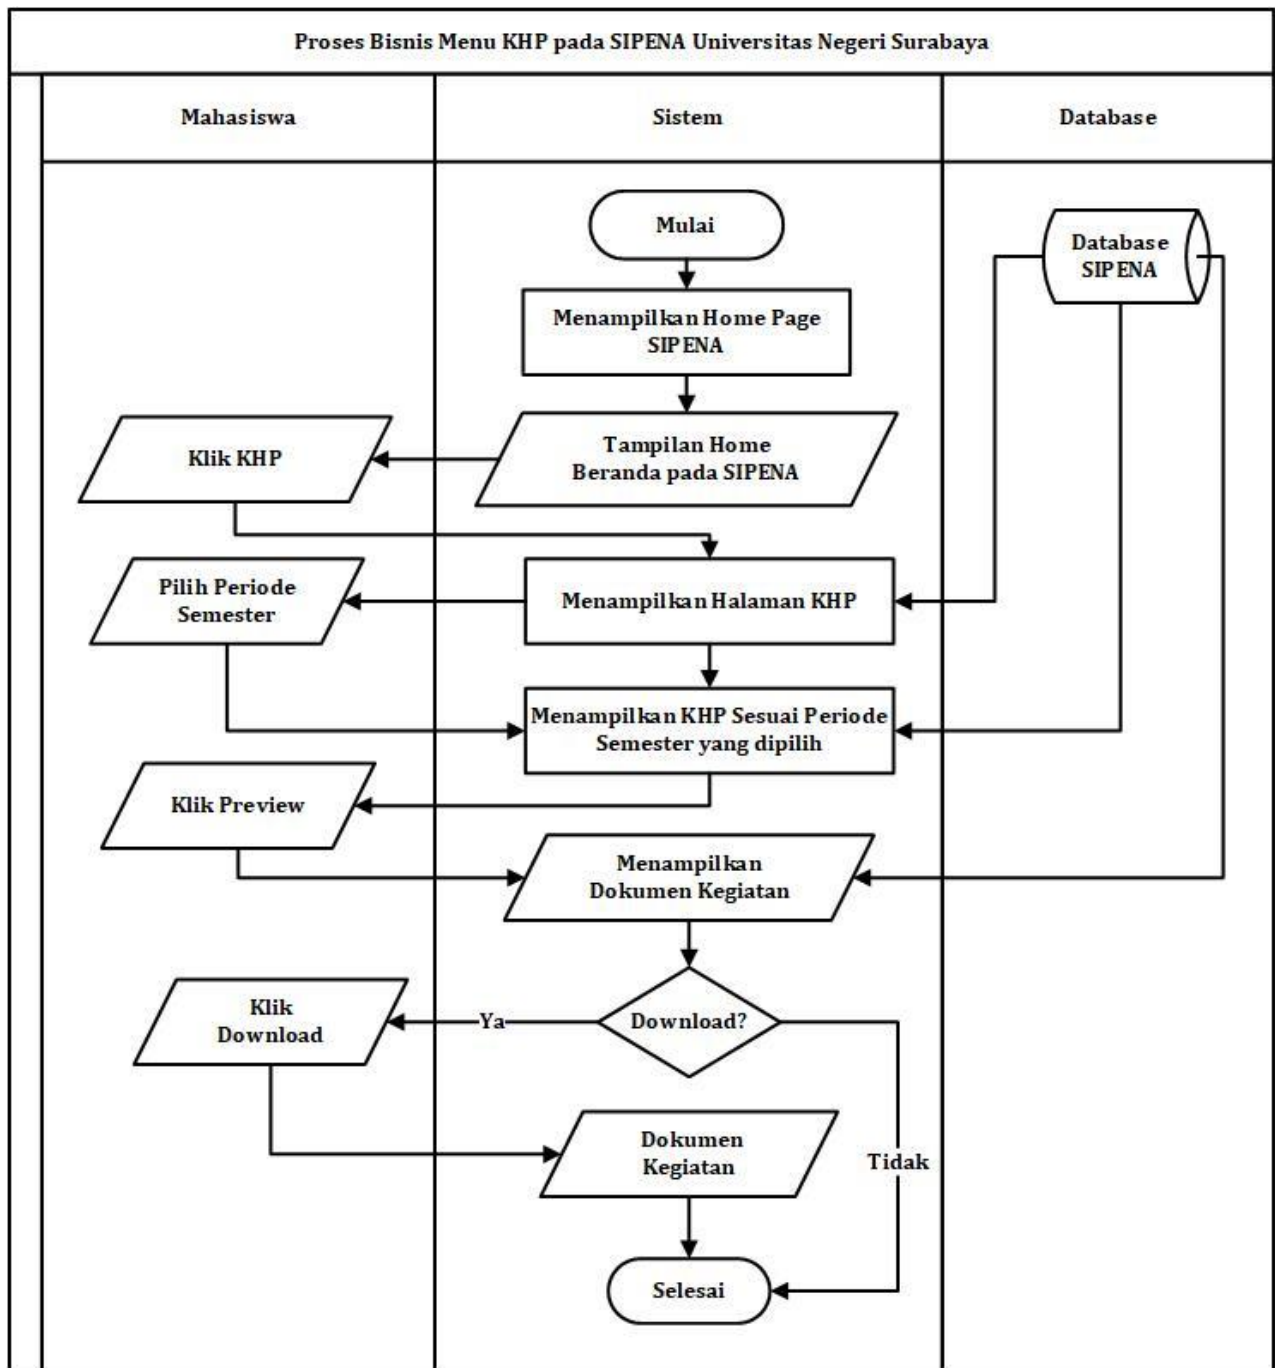 Proses Bisnis Menu KHP pada SIPENA Universitas Negeri Surabaya
Mahasiswa
Sistem
Database
Mulai
Database
SIPENA
Menampilkan Home Page
SIPENA
Klik KHP
Tampilan Home
Beranda pada SIPENA
Pilih Periode
Semester
Menampilkan Halaman KHP
Menampilkan KHP Sesuai Periode
Semester yang dipilih
Klik Preview
Menampilkan
Dokumen Kegiatan
Klik
Download
Ya
Download?
Dokumen
Kegiatan
Tidak
Selesai